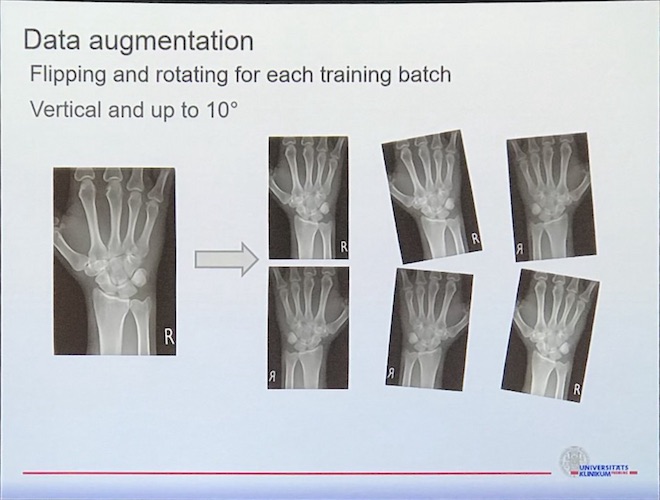 Data augmentation
Flipping and rotating for each training batch
Vertical and up to 10°
R
R
R
R
R
R
R
UNIVERSITÄTS
KLINIKUM